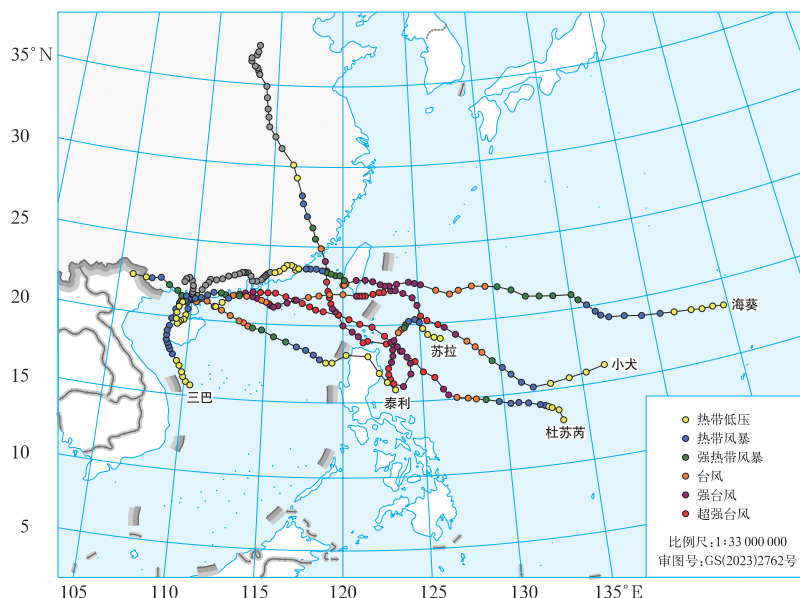 35°N
30
25
20
15
10
5
海葵
苏拉
小犬
三巴
泰利
杜苏芮
热带低压
热带风暴
强热带风暴
台风
强台风
超强台风
比例尺:1:33 000 000
审图号:GS(2023)2762号
105 110 115 120 125 130 135°E